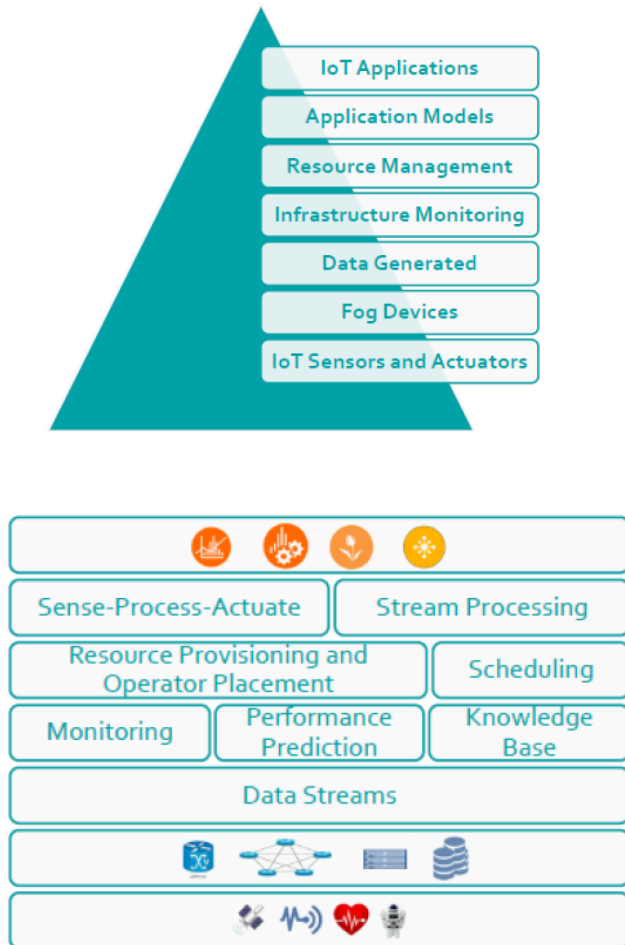 IoT Applications
Application Models
Resource Management
Infrastructure Monitoring
Data Generated
Fog Devices
IoT Sensors and Actuators
Sense-Process-Actuate
Stream Processing
Resource Provisioning and
Operator Placement
Scheduling
Monitoring
Performance
Prediction
Knowledge
Base
Data Streams